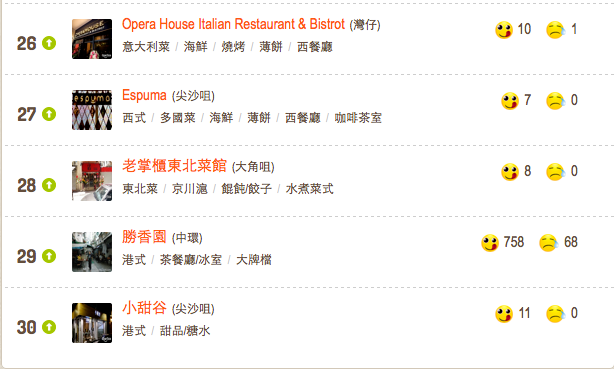 26 Opera House Italian Restaurant & Bistrot (灣仔) 10 1
意大利菜 / 海鮮 / 燒烤 / 薄餅 / 西餐廳
27 Espuma (尖沙咀) 7 0
西式 / 多國菜 / 海鮮 / 薄餅 / 西餐廳 / 咖啡茶室
28 老掌櫃東北菜館 (大角咀) 8 0
東北菜 / 京川滬 / 餛飩/餃子 / 水煮菜式
29 勝香園 (中環) 758 68
港式 / 茶餐廳/冰室 / 大牌檔
30 小甜谷 (尖沙咀) 11 0
港式 / 甜品/糖水